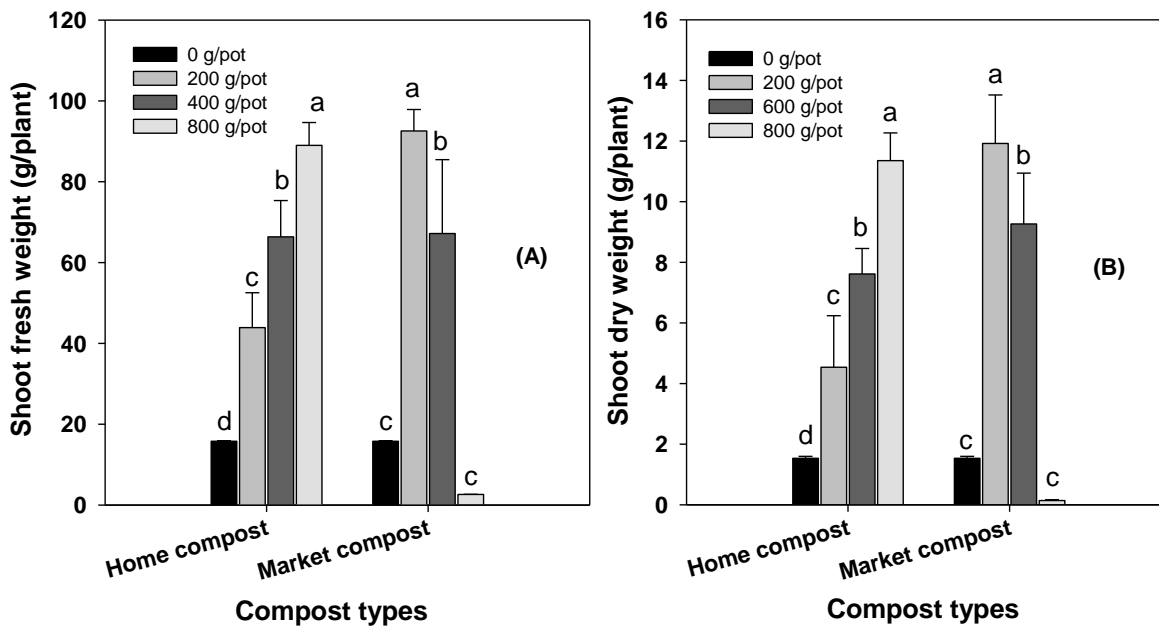 Shoot fresh weight (g/plant)
120
100
80
60
40
20
0
0 g/pot
200 g/pot
400 g/pot
800 g/pot
d
c
b
a
c
a
b
c
(A)
Home compost
Market compost
Compost types
Shoot dry weight (g/plant)
16
14
12
10
8
6
4
2
0
0 g/pot
200 g/pot
600 g/pot
800 g/pot
d
c
b
a
c
a
b
c
(B)
Home compost
Market compost
Compost types